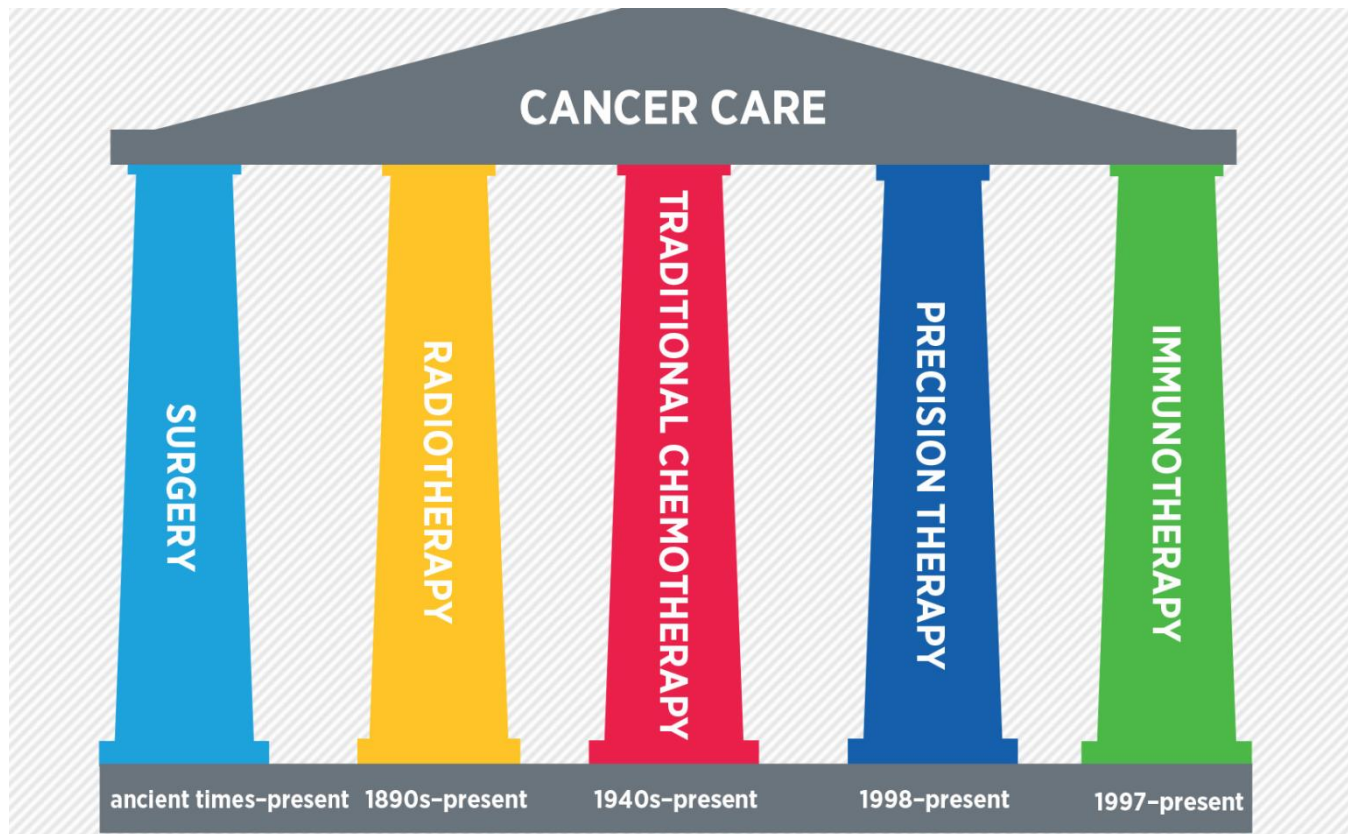 CANCER CARE
SURGERY
RADIOTHERAPY
TRADITIONAL CHEMOTHERAPY
PRECISION THERAPY
IMMUNOTHERAPY
ancient times–present
1890s–present
1940s–present
1998–present
1997–present